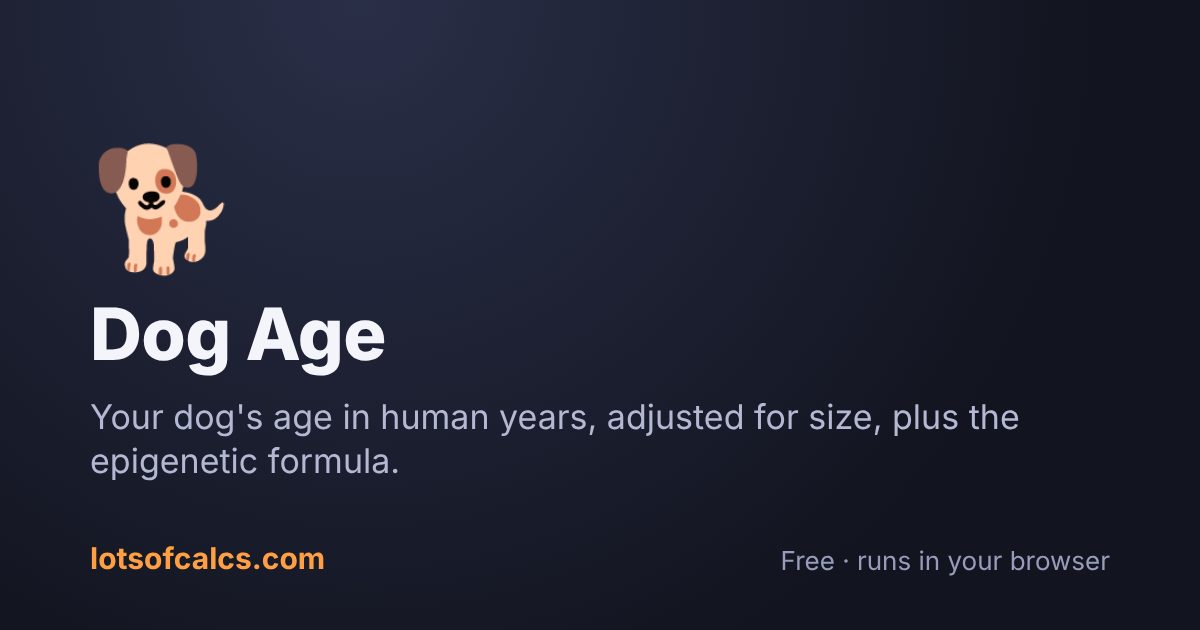 Dog Age
Your dog's age in human years, adjusted for size, plus the
epigenetic formula.
lotsofcalcs.com
Free · runs in your browser